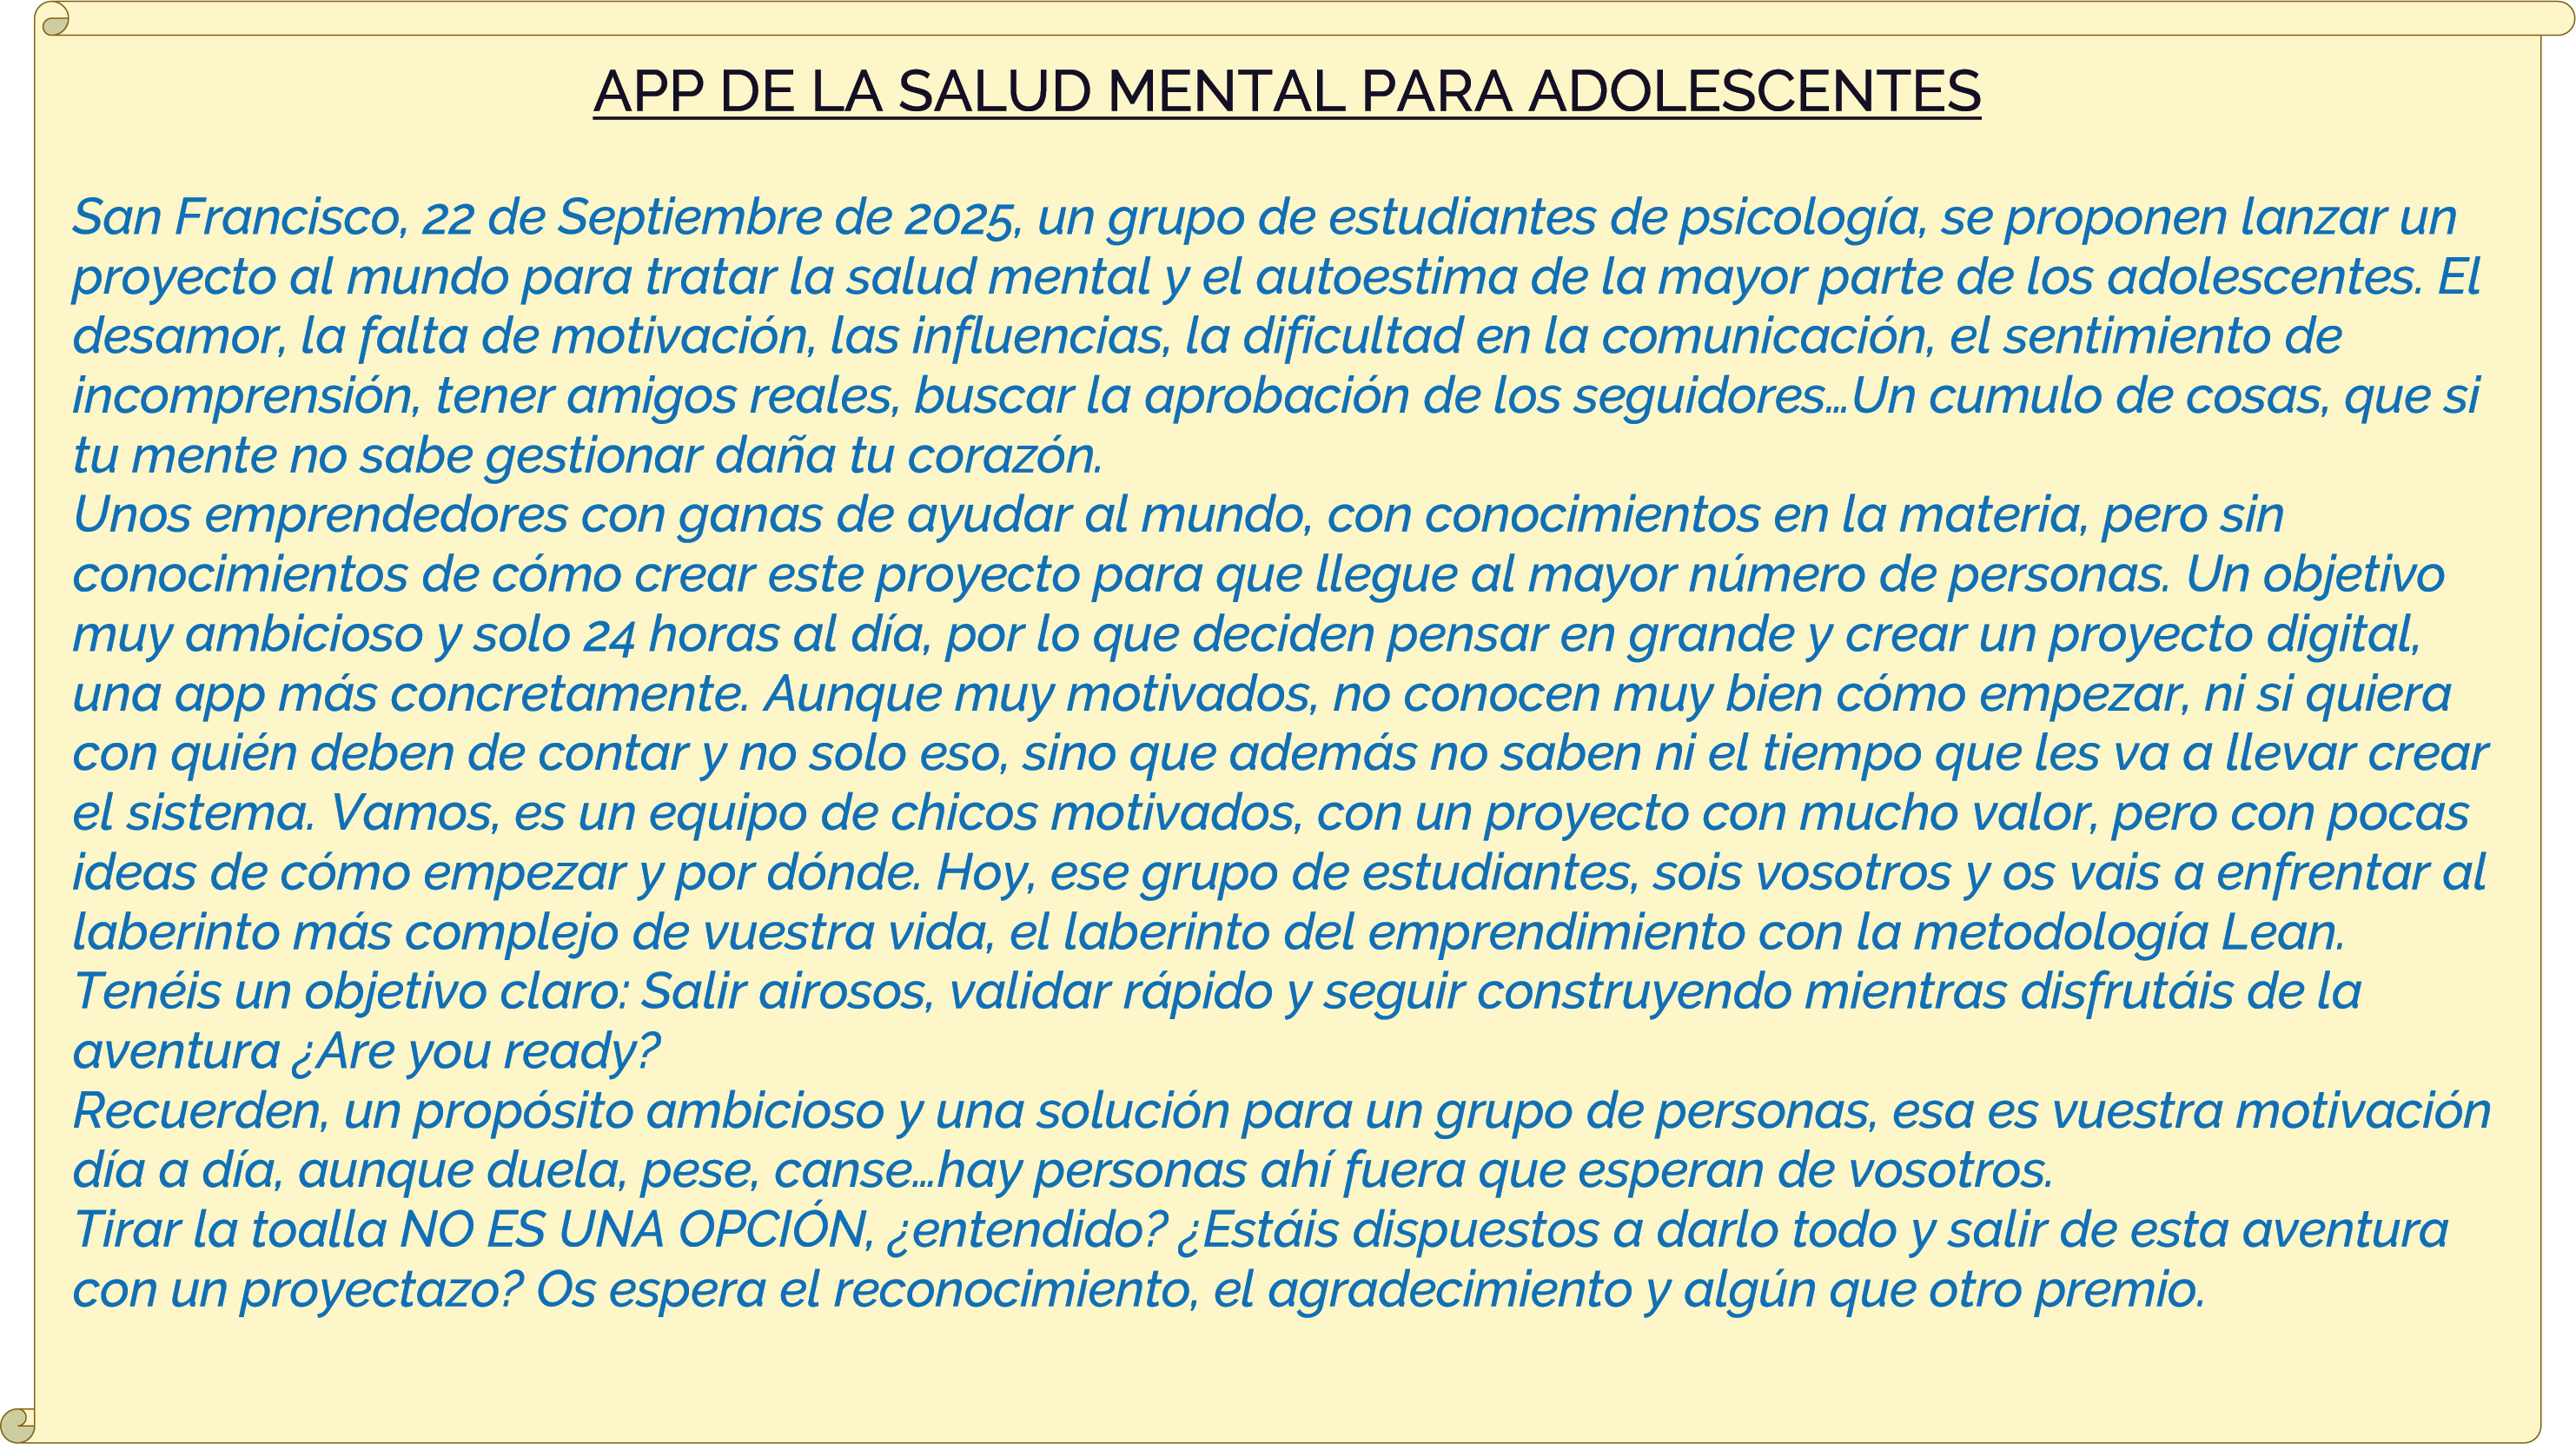 APP DE LA SALUD MENTAL PARA ADOLESCENTES
San Francisco, 22 de Septiembre de 2025, un grupo de estudiantes de psicología, se proponen lanzar un
proyecto al mundo para tratar la salud mental y el autoestima de la mayor parte de los adolescentes. El
desamor, la falta de motivación, las influencias, la dificultad en la comunicación, el sentimiento de
incomprensión, tener amigos reales, buscar la aprobación de los seguidores...Un cumulo de cosas, que si
tu mente no sabe gestionar daña tu corazón.
Unos emprendedores con ganas de ayudar al mundo, con conocimientos en la materia, pero sin
conocimientos de cómo crear este proyecto para que llegue al mayor número de personas. Un objetivo
muy ambicioso y solo 24 horas al día, por lo que deciden pensar en grande y crear un proyecto digital,
una app más concretamente. Aunque muy motivados, no conocen muy bien cómo empezar, ni si quiera
con quién deben de contar y no solo eso, sino que además no saben ni el tiempo que les va a llevar crear
el sistema. Vamos, es un equipo de chicos motivados, con un proyecto con mucho valor, pero con pocas
ideas de cómo empezar y por dónde. Hoy, ese grupo de estudiantes, sois vosotros y os vais a enfrentar al
laberinto más complejo de vuestra vida, el laberinto del emprendimiento con la metodología Lean.
Tenéis un objetivo claro: Salir airosos, validar rápido y seguir construyendo mientras disfrutáis de la
aventura ¿Are you ready?
Recuerden, un propósito ambicioso y una solución para un grupo de personas, esa es vuestra motivación
día a día, aunque duela, pese, canse...hay personas ahí fuera que esperan de vosotros.
Tirar la toalla NO ES UNA OPCIÓN, ¿entendido? ¿Estáis dispuestos a darlo todo y salir de esta aventura
con un proyectazo? Os espera el reconocimiento, el agradecimiento y algún que otro premio.